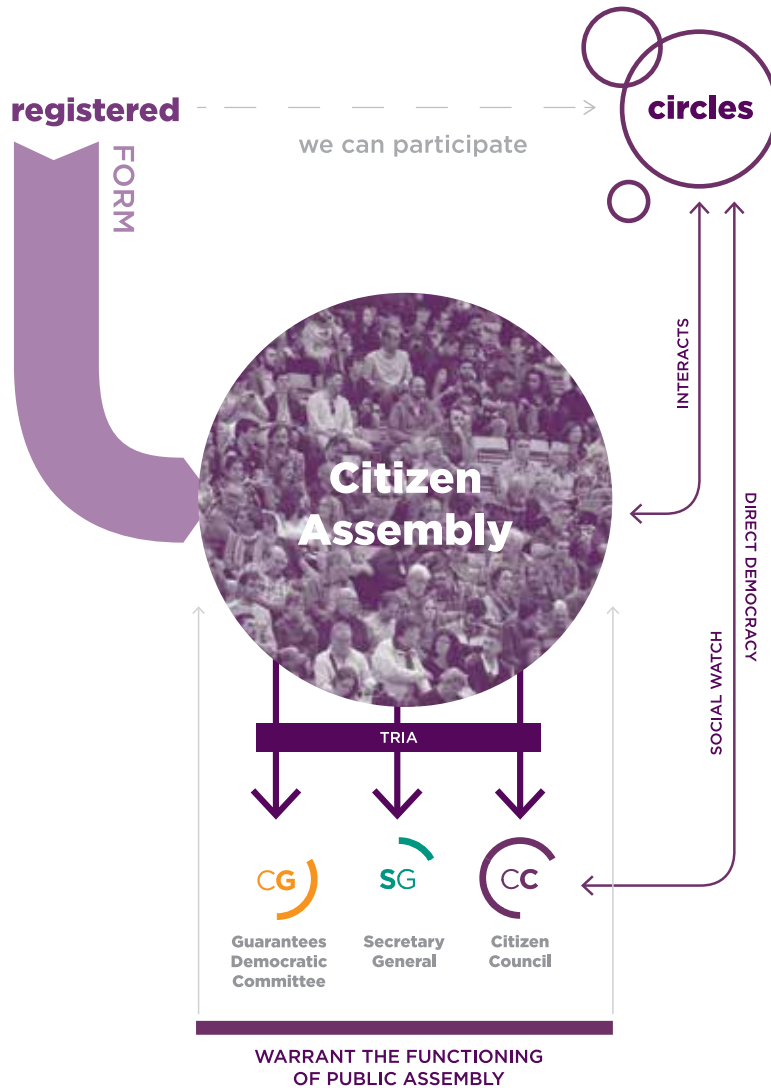 registered
circles
we can participate
FORM
INTERACTS
Citizen
Assembly
DIRECT DEMOCRACY
SOCIAL WATCH
TRIA
CG
SG
CC
Guarantees
Democratic
Committee
Secretary
General
Citizen
Council
WARRANT THE FUNCTIONING
OF PUBLIC ASSEMBLY